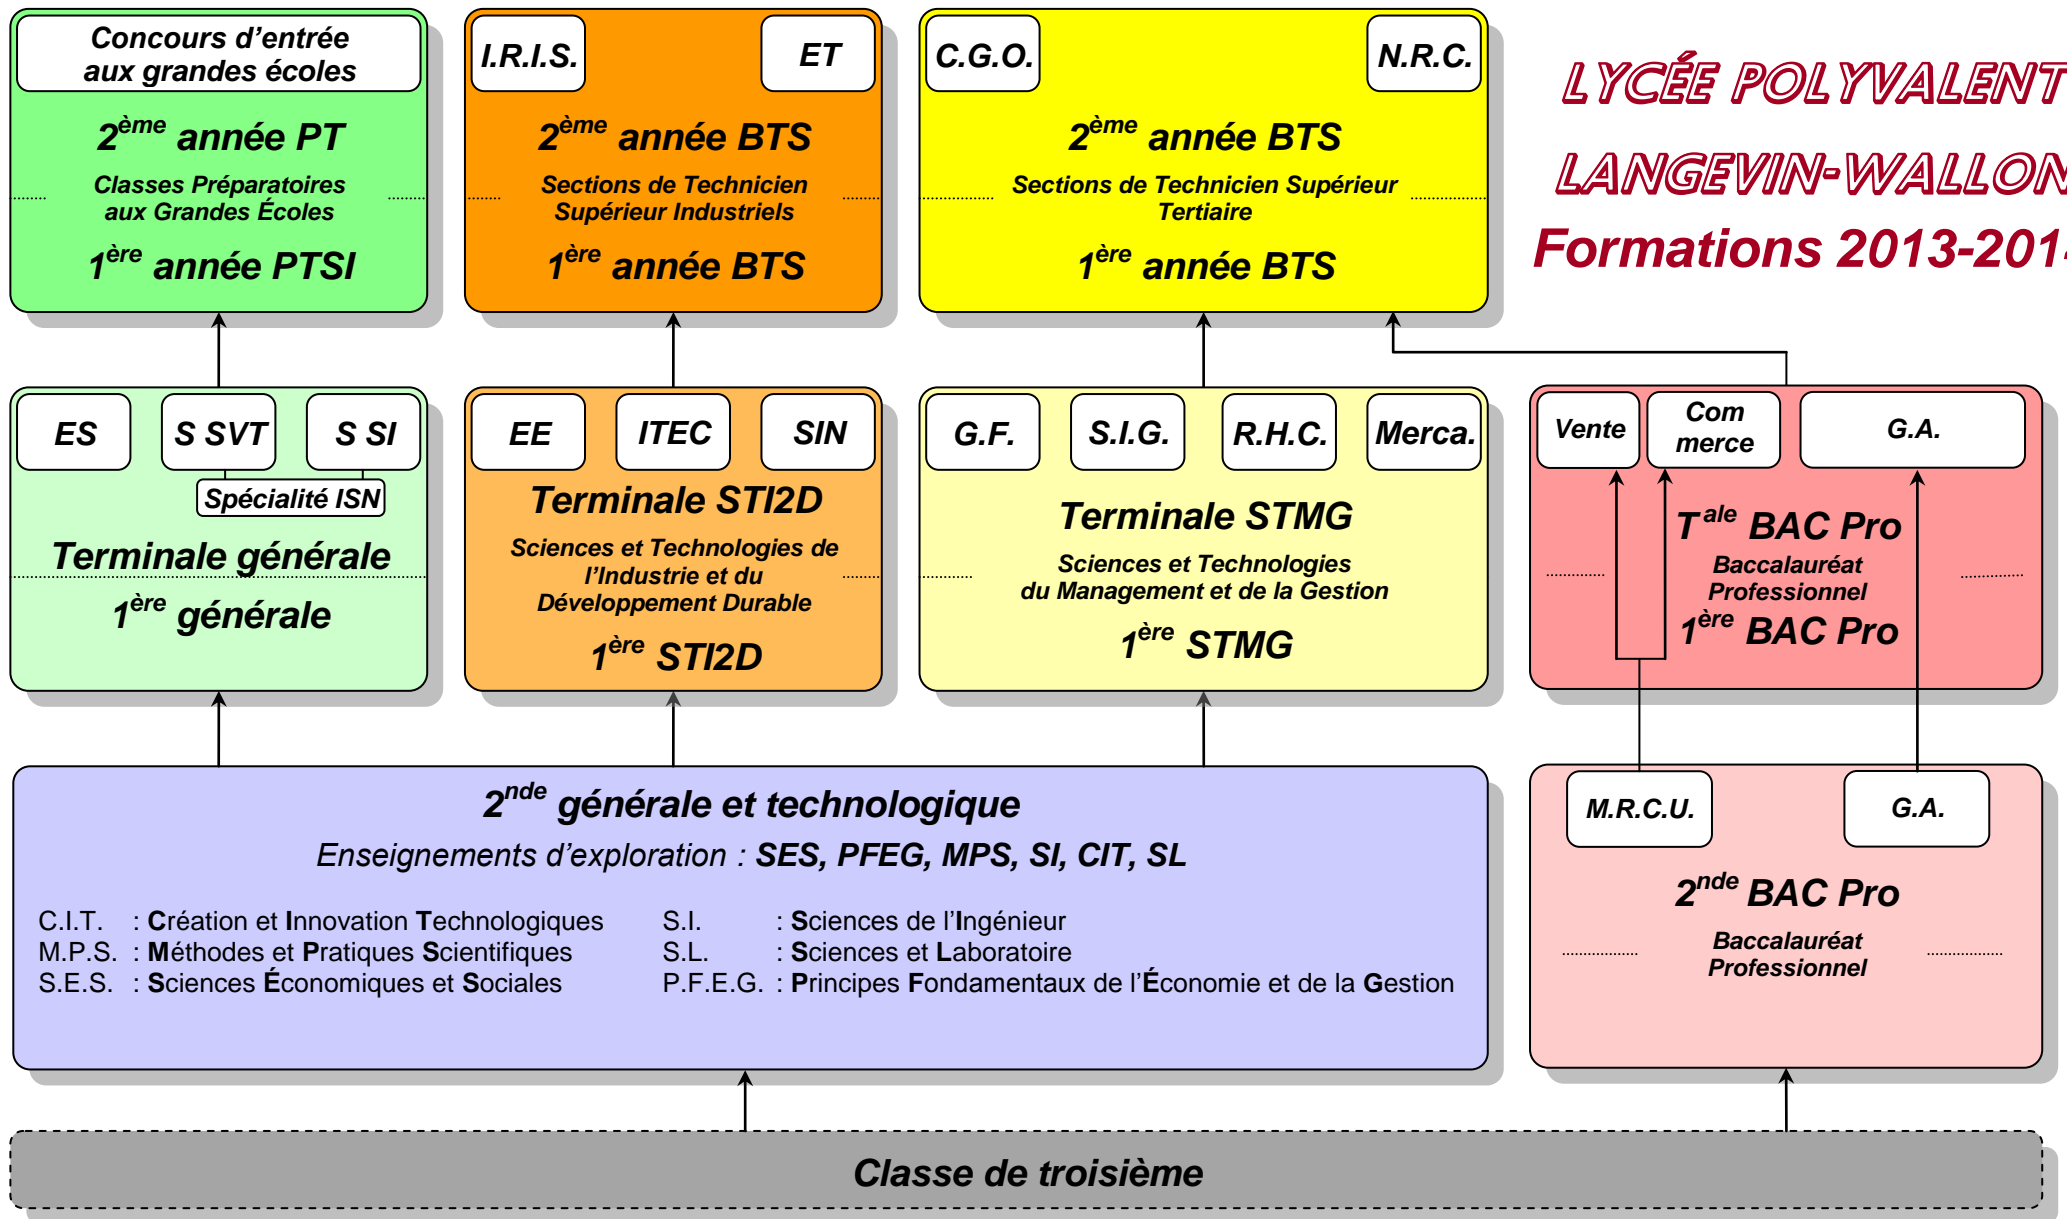 Concours d'entrée
aux grandes écoles
2ème année PT
Classes Préparatoires
aux Grandes Écoles
1ère année PTSI
I.R.I.S.
ET
2ème année BTS
Sections de Technicien
Supérieur Industriels
1ère année BTS
C.G.O.
N.R.C.
2ème année BTS
Sections de Technicien Supérieur
Tertiaire
1ère année BTS
LYCÉE POLYVALENT
LANGEVIN-WALLON
Formations 2013-201
ES
S SVT
S SI
Spécialité ISN
Terminale générale
1ère générale
EE
ITEC
SIN
Terminale STI2D
Sciences et Technologies de
l'Industrie et du
Développement Durable
1ère STI2D
G.F.
S.I.G.
R.H.C.
Merca.
Terminale STMG
Sciences et Technologies
du Management et de la Gestion
1ère STMG
Vente
Com
merce
G.A.
Tale BAC Pro
Baccalauréat
Professionnel
1ère BAC Pro
2nde générale et technologique
Enseignements d'exploration : SES, PFEG, MPS, SI, CIT, SL
C.I.T. : Création et Innovation Technologiques
M.P.S. : Méthodes et Pratiques Scientifiques
S.E.S. : Sciences Économiques et Sociales
S.I. : Sciences de l'Ingénieur
S.L. : Sciences et Laboratoire
P.F.E.G. : Principes Fondamentaux de l'Économie et de la Gestion
M.R.C.U.
G.A.
2nde BAC Pro
Baccalauréat
Professionnel
Classe de troisième